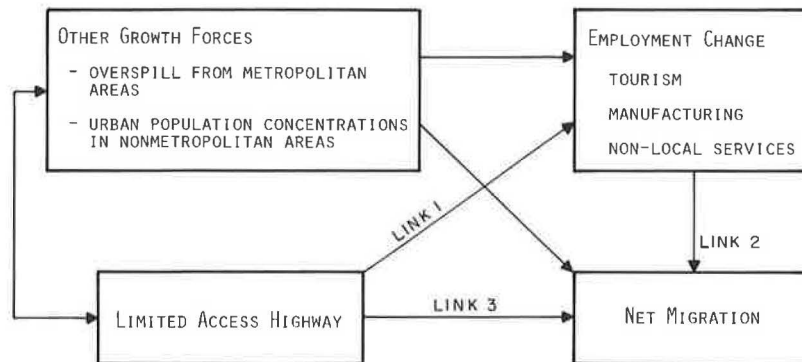 OTHER GROWTH FORCES
- OVERSPILL FROM METROPOLITAN
AREAS
- URBAN POPULATION CONCENTRATIONS
IN NONMETROPOLITAN AREAS
EMPLOYMENT CHANGE
TOURISM
MANUFACTURING
NON-LOCAL SERVICES
LINK 1
LINK 2
LIMITED ACCESS HIGHWAY
LINK 3
NET MIGRATION